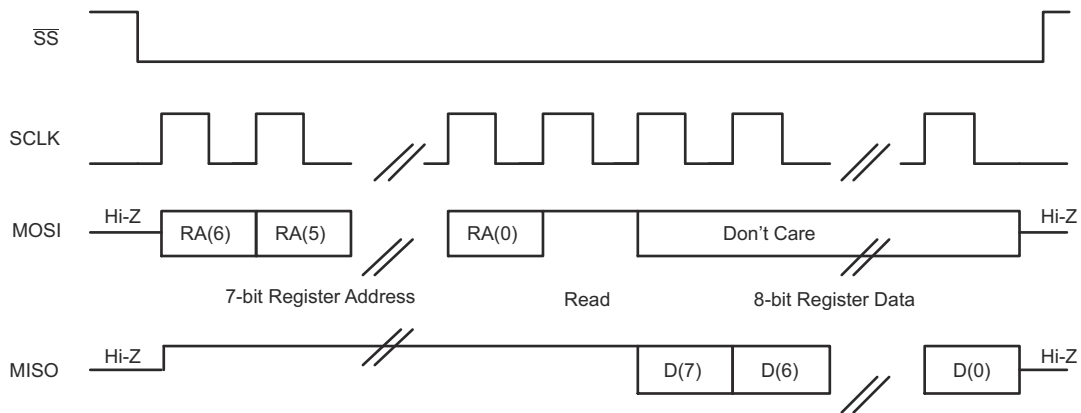 SS
SCLK
MOSI Hi-Z RA(6) RA(5) RA(0) Don't Care Hi-Z
7-bit Register Address Read 8-bit Register Data
MISO Hi-Z D(7) D(6) D(0) Hi-Z